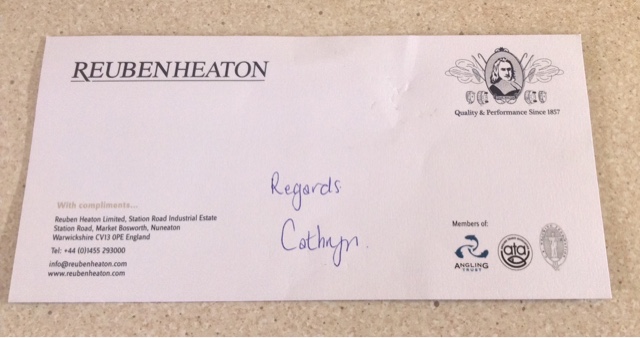 REUBENHEATON
Quality & Performance Since 1857
With compliments...
Reuben Heaton Limited, Station Road Industrial Estate
Station Road, Market Bosworth, Nuneaton
Warwickshire CV13 0PE England
Tel: +44 (0)1455 293000
info@reubenheaton.com
www.reubenheaton.com
Regards
Cathryn.
Members of:
ANGLING
TRUST
ata